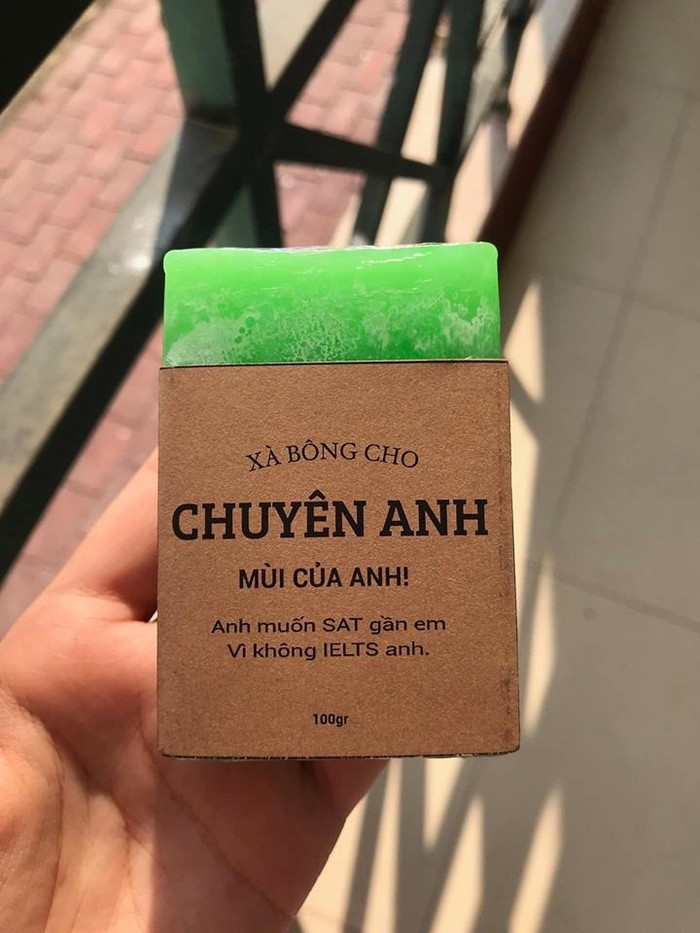 XÀ BÔNG CHO
CHUYÊN ANH
MÙI CỦA ANH!
Anh muốn SAT gần em
Vì không IELTS anh.
100gr